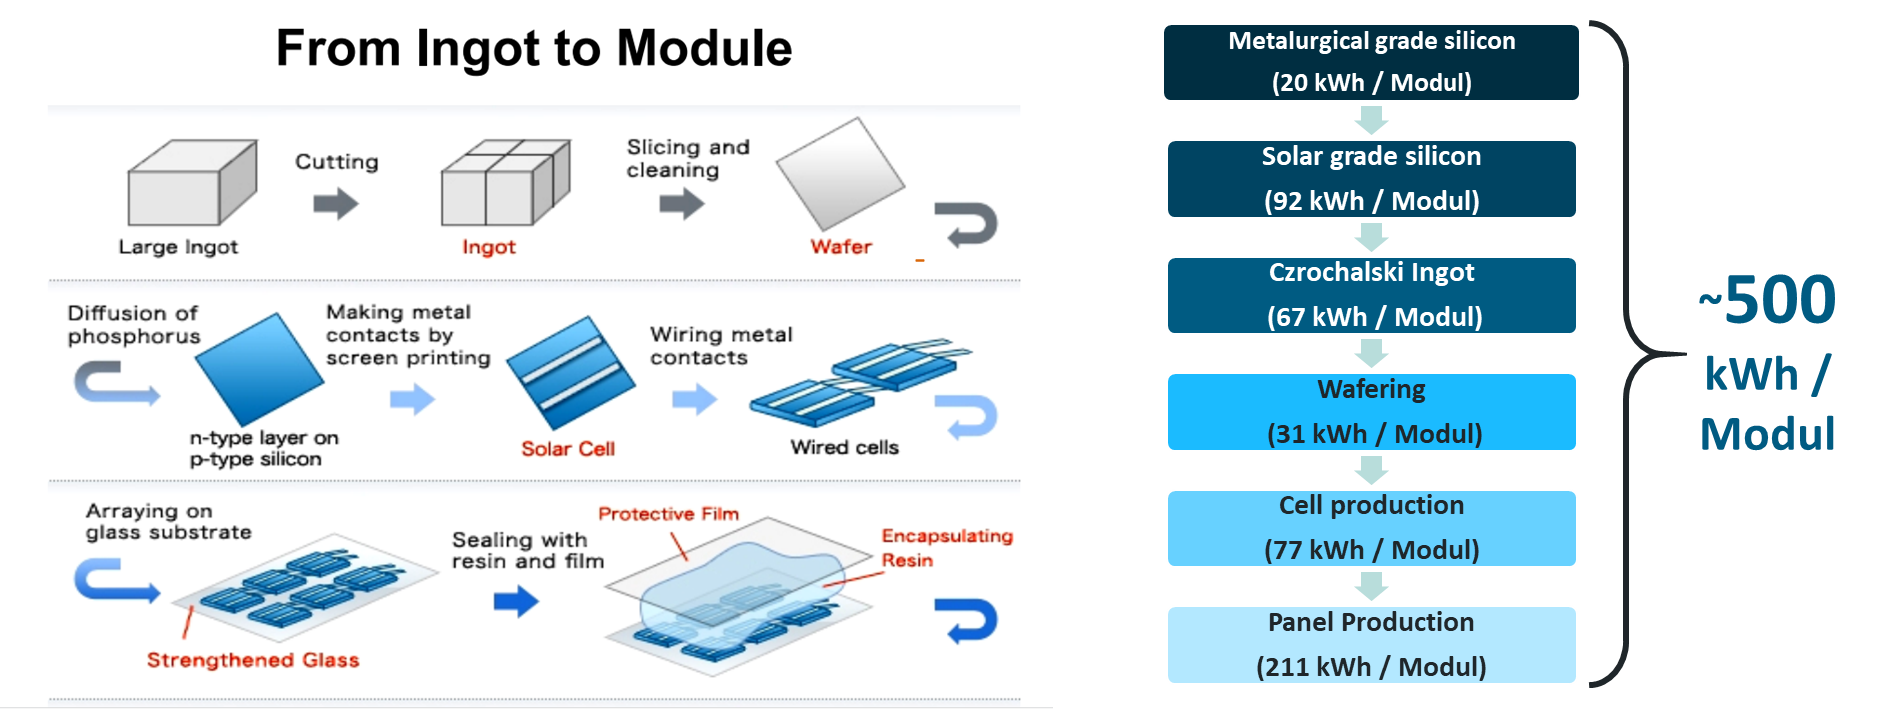 From Ingot to Module
Cutting
Slicing and
cleaning
Large Ingot
Ingot
Wafer
Diffusion of
phosphorus
Making metal
contacts by
screen printing
Wiring metal
contacts
n-type layer on
p-type silicon
Solar Cell
Wired cells
Arraying on
glass substrate
Sealing with
resin and film
Protective Film
Encapsulating
Resin
Strengthened Glass
Metalurgical grade silicon
(20 kWh / Modul)
Solar grade silicon
(92 kWh / Modul)
Czrochalski Ingot
(67 kWh / Modul)
Wafering
(31 kWh / Modul)
Cell production
(77 kWh / Modul)
Panel Production
(211 kWh / Modul)
~500
kWh /
Modul